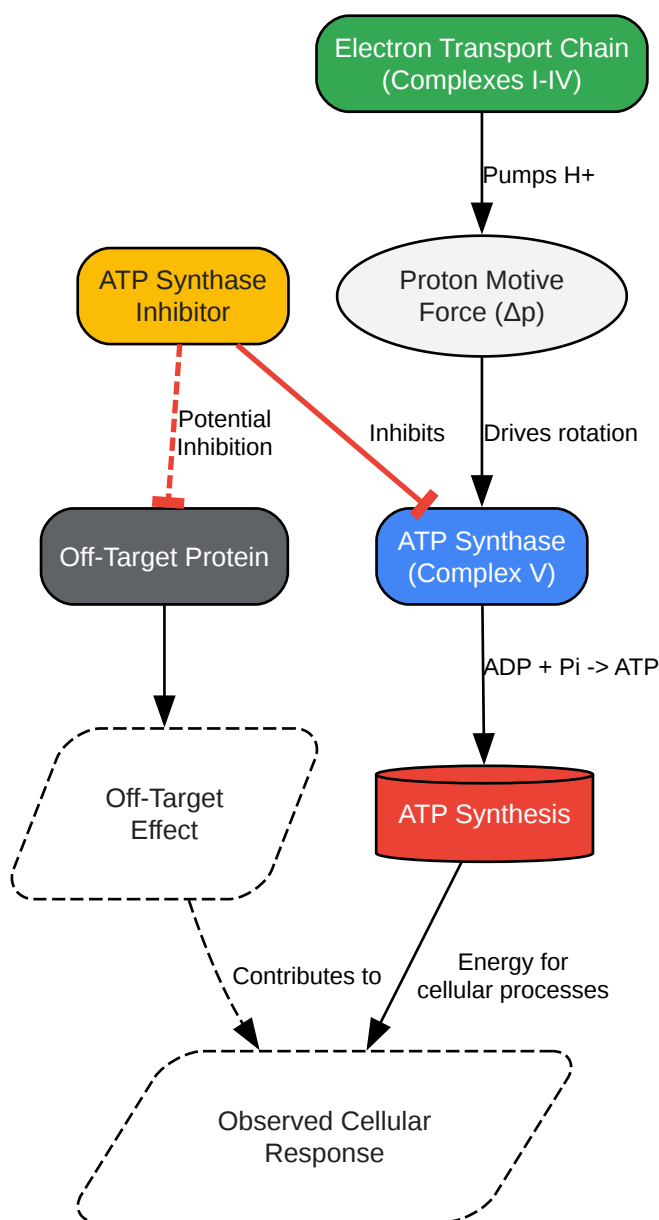 Electron Transport Chain
(Complexes I-IV)
Pumps H+
ATP Synthase
Inhibitor
Proton Motive
Force (Δp)
Potential
Inhibition
Inhibits
Drives rotation
Off-Target Protein
ATP Synthase
(Complex V)
ADP + Pi -> ATP
Off-Target
Effect
ATP Synthesis
Contributes to
Energy for
cellular processes
Observed Cellular
Response